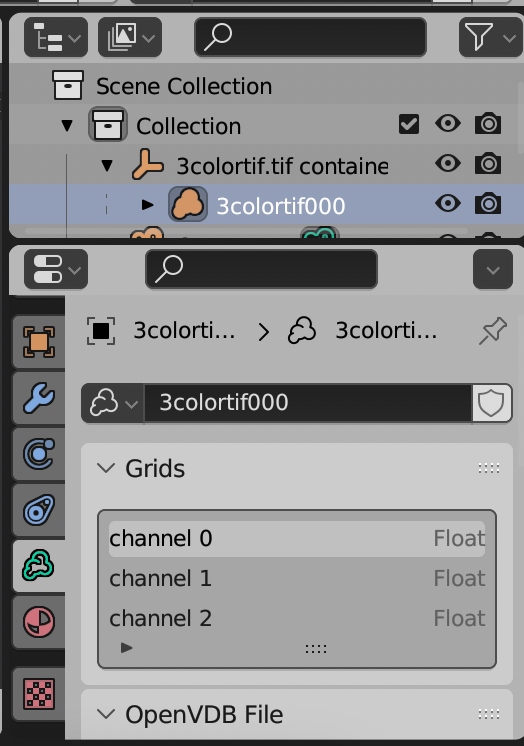 Scene Collection
Collection
3colortif.tif containe
3colortif000
3colorti… > 3colorti…
3colortif000
Grids
channel 0 Float
channel 1 Float
channel 2 Float
OpenVDB File